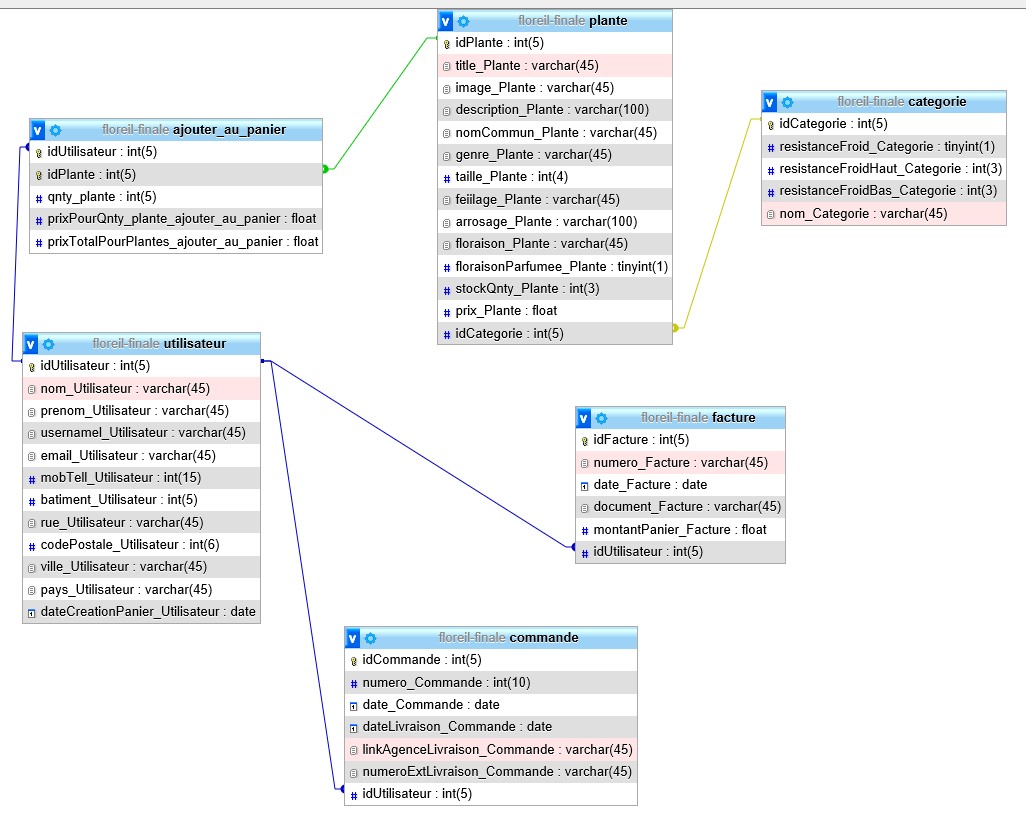 floreil-finale plante
idPlante : int(5)
title_Plante : varchar(45)
image_Plante : varchar(45)
description_Plante : varchar(100)
nomCommun_Plante : varchar(45)
genre_Plante : varchar(45)
taille_Plante : int(4)
feiilage_Plante : varchar(45)
arrosage_Plante : varchar(100)
floraison_Plante : varchar(45)
floraisonParfumee_Plante : tinyint(1)
stockQnty_Plante : int(3)
prix_Plante : float
idCategorie : int(5)
floreil-finale categorie
idCategorie : int(5)
resistanceFroid_Categorie : tinyint(1)
resistanceFroidHaut_Categorie : int(3)
resistanceFroidBas_Categorie : int(3)
nom_Categorie : varchar(45)
floreil-finale ajouter_au_panier
idUtilisateur : int(5)
idPlante : int(5)
qnty_plante : int(5)
prixPourQnty_plante_ajouter_au_panier : float
prixTotalPourPlantes_ajouter_au_panier : float
floreil-finale utilisateur
idUtilisateur : int(5)
nom_Utilisateur : varchar(45)
prenom_Utilisateur : varchar(45)
usernamel_Utilisateur : varchar(45)
email_Utilisateur : varchar(45)
mobTell_Utilisateur : int(15)
batiment_Utilisateur : int(5)
rue_Utilisateur : varchar(45)
codePostale_Utilisateur : int(6)
ville_Utilisateur : varchar(45)
pays_Utilisateur : varchar(45)
dateCreationPanier_Utilisateur : date
floreil-finale facture
idFacture : int(5)
numero_Facture : varchar(45)
date_Facture : date
document_Facture : varchar(45)
montantPanier_Facture : float
idUtilisateur : int(5)
floreil-finale commande
idCommande : int(5)
numero_Commande : int(10)
date_Commande : date
dateLivraison_Commande : date
linkAgenceLivraison_Commande : varchar(45)
numeroExtLivraison_Commande : varchar(45)
idUtilisateur : int(5)